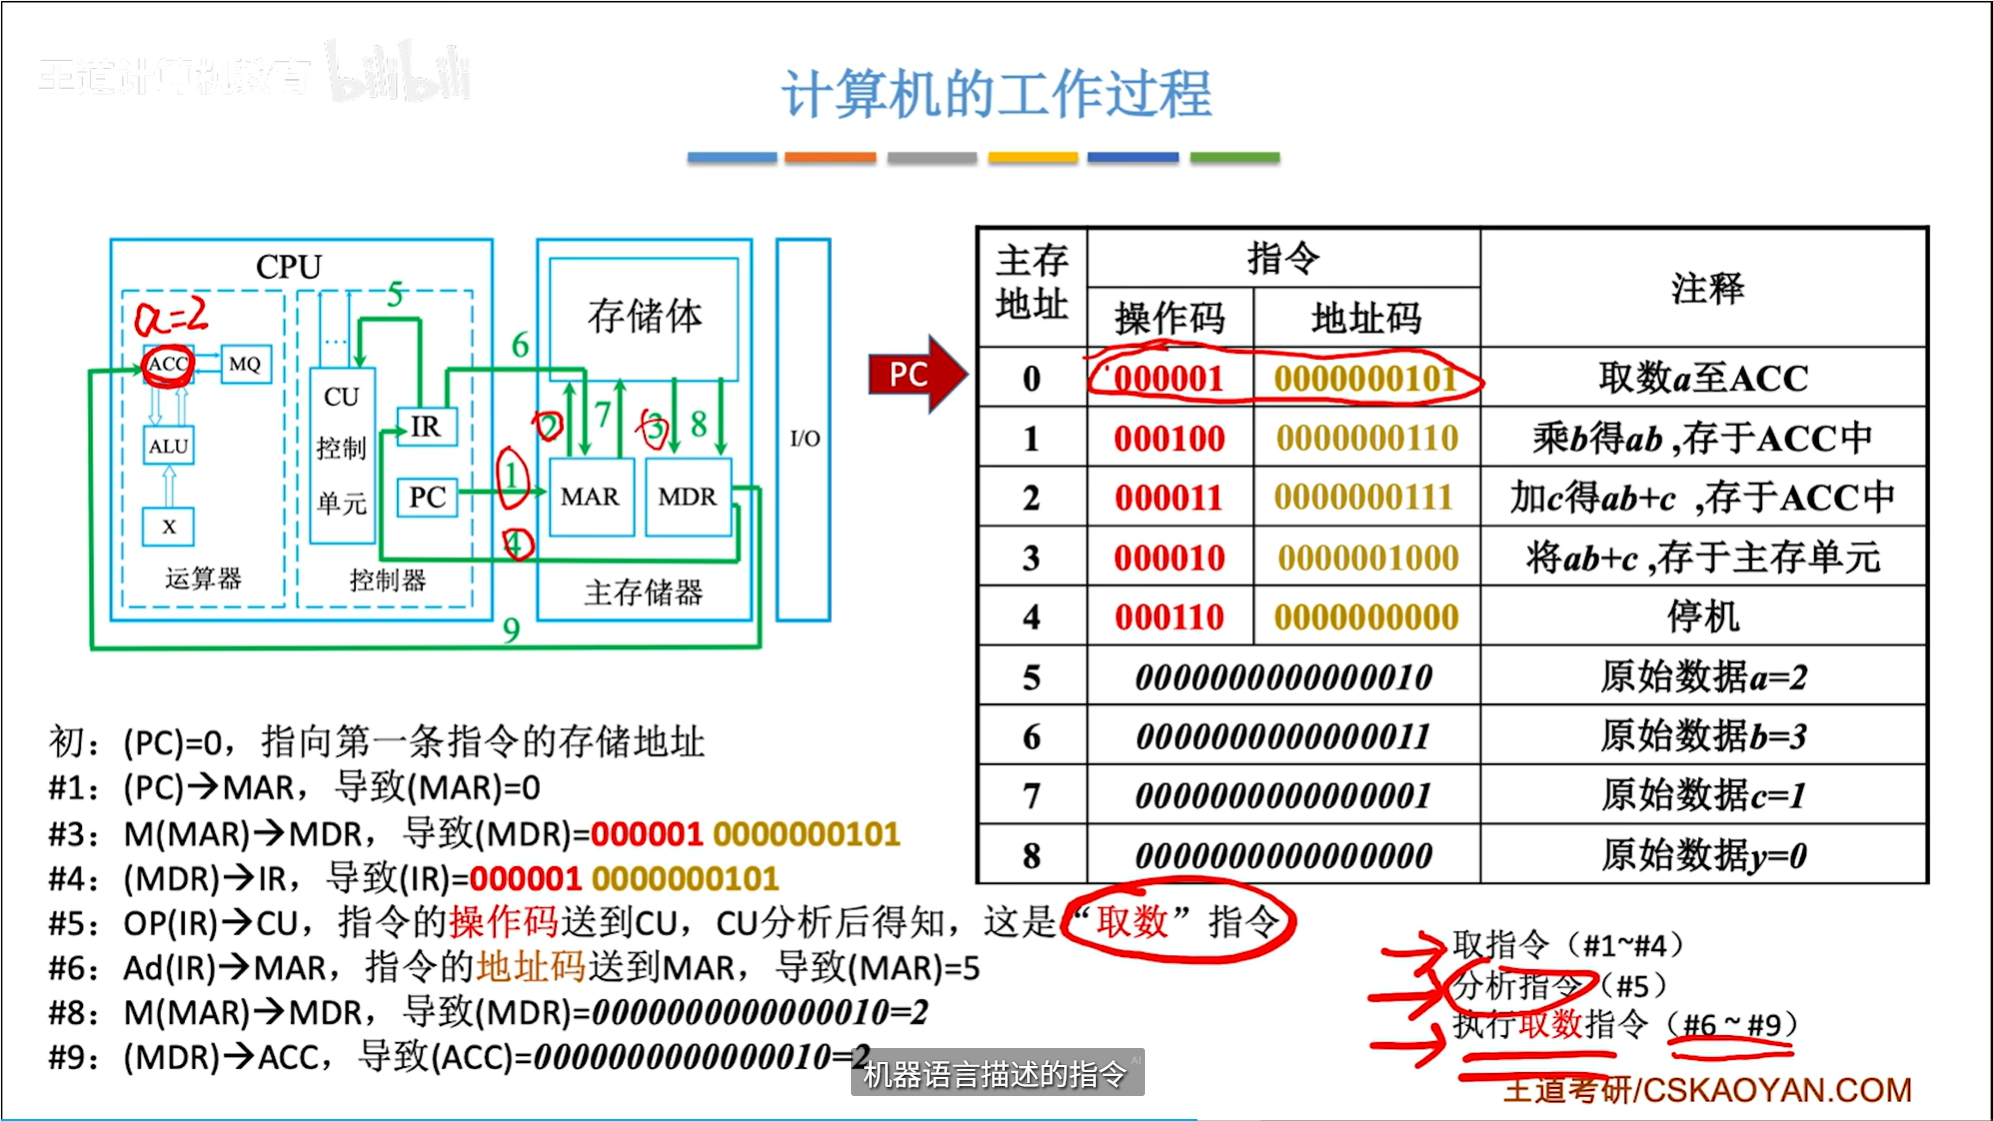 王道计算机教育 bilibili
计算机的工作过程
CPU
a=2
ACC
MQ
ALU
X
运算器
5
...
CU
控制
单元
IR
PC
控制器
6
1
4
9
存储体
2
7
3
8
MAR
MDR
主存储器
I/O
PC
主存地址 指令 注释
操作码 地址码
0 000001 0000000101 取数a至ACC
1 000100 0000000110 乘b得ab ,存于ACC中
2 000011 0000000111 加c得ab+c ,存于ACC中
3 000010 0000001000 将ab+c ,存于主存单元
4 000110 0000000000 停机
5 0000000000000010 原始数据a=2
6 0000000000000011 原始数据b=3
7 0000000000000001 原始数据c=1
8 0000000000000000 原始数据y=0
初：(PC)=0，指向第一条指令的存储地址
#1：(PC)→MAR，导致(MAR)=0
#3：M(MAR)→MDR，导致(MDR)=000001 0000000101
#4：(MDR)→IR，导致(IR)=000001 0000000101
#5：OP(IR)→CU，指令的操作码送到CU，CU分析后得知，这是“取数”指令
#6：Ad(IR)→MAR，指令的地址码送到MAR，导致(MAR)=5
#8：M(MAR)→MDR，导致(MDR)=0000000000000010=2
#9：(MDR)→ACC，导致(ACC)=0000000000000010=2
取指令（#1~#4）
分析指令（#5）
执行取数指令（#6 ~ #9）
机器语言描述的指令 AI
王道考研/CSKAOYAN.COM